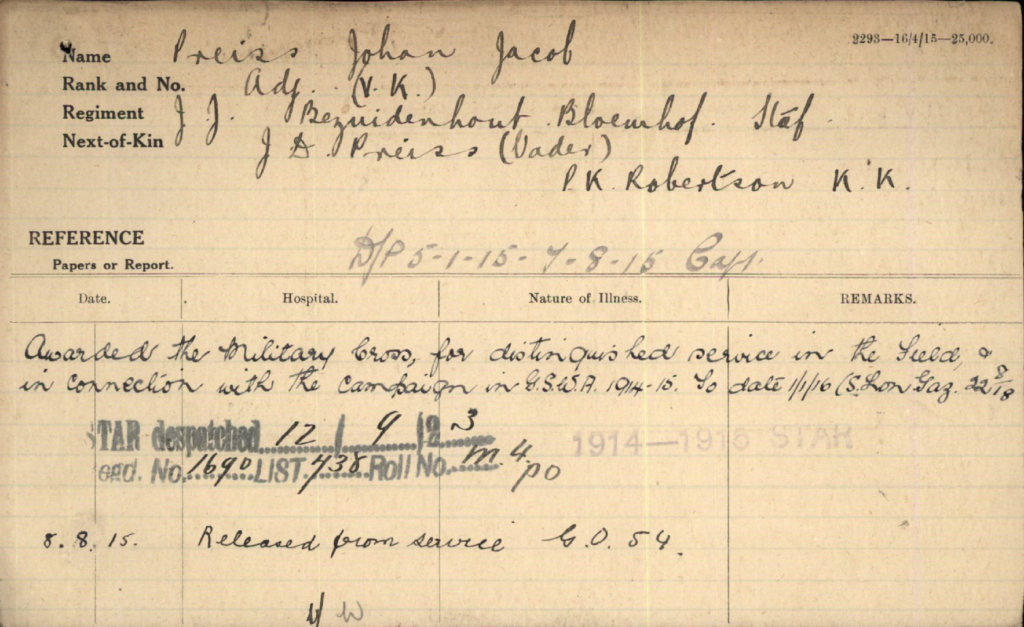 2293—16/4/15—25,000.
Name Preiss Johan Jacob
Rank and No. Adj. (V.K.)
Regiment J J. Bezuidenhout Bloemhof. Staf.
Next-of-Kin J D. Preiss (Vader)
P.K. Robertson K.K.
REFERENCE
Papers or Report. D/P 5-1-15-7-8-15 Capt.
Date. Hospital. Nature of Illness. REMARKS.
Awarded the Military Cross, for distinguished service in the Field, &
in connection with the campaign in G.S.W.A. 1914-15. To date 1/1/16 (S. Lon Gaz. 22/8/18
STAR despatched 12/9/23
1914—1915 STAR
egd. No. 1690 LIST 738 Roll No. M. 4
PO
8.8.15. Released from service G.O. 54.